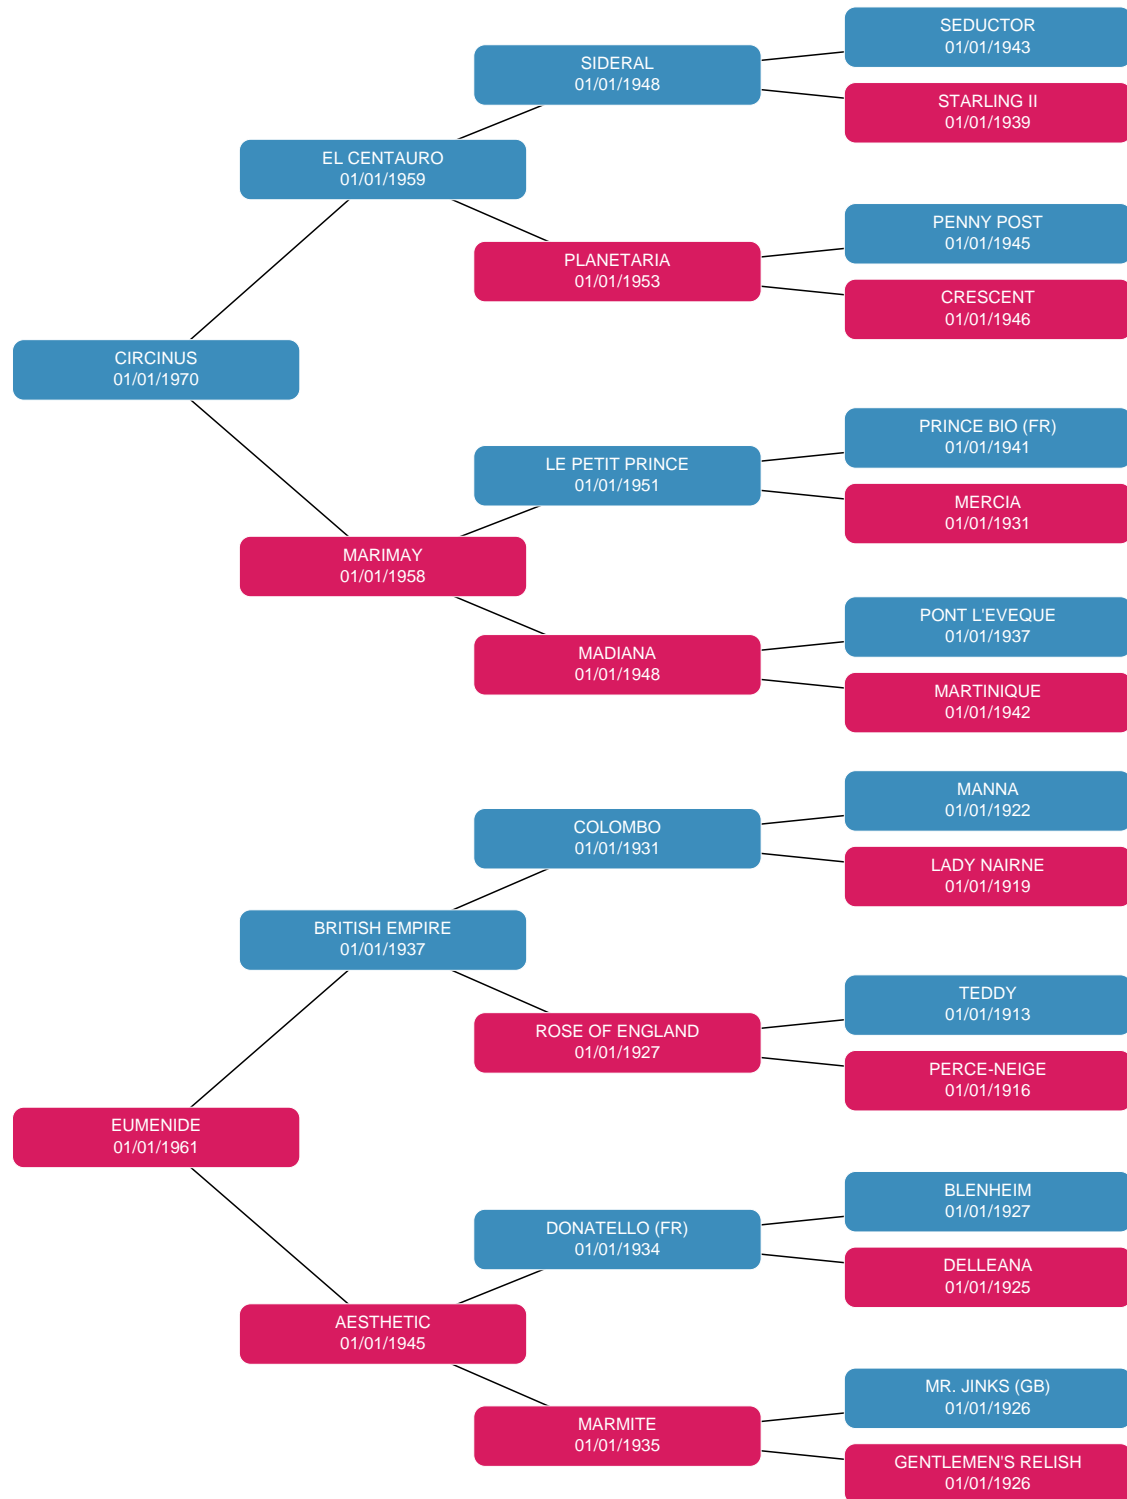 SEDUCTOR
01/01/1943
SIDERAL
01/01/1948
STARLING II
01/01/1939
EL CENTAURO
01/01/1959
PENNY POST
01/01/1945
PLANETARIA
01/01/1953
CRESCENT
01/01/1946
CIRCINUS
01/01/1970
PRINCE BIO (FR)
01/01/1941
LE PETIT PRINCE
01/01/1951
MERCIA
01/01/1931
MARIMAY
01/01/1958
PONT L'EVEQUE
01/01/1937
MADIANA
01/01/1948
MARTINIQUE
01/01/1942
MANNA
01/01/1922
COLOMBO
01/01/1931
LADY NAIRNE
01/01/1919
BRITISH EMPIRE
01/01/1937
TEDDY
01/01/1913
ROSE OF ENGLAND
01/01/1927
PERCE-NEIGE
01/01/1916
EUMENIDE
01/01/1961
BLENHEIM
01/01/1927
DONATELLO (FR)
01/01/1934
DELLEANA
01/01/1925
AESTHETIC
01/01/1945
MR. JINKS (GB)
01/01/1926
MARMITE
01/01/1935
GENTLEMEN'S RELISH
01/01/1926